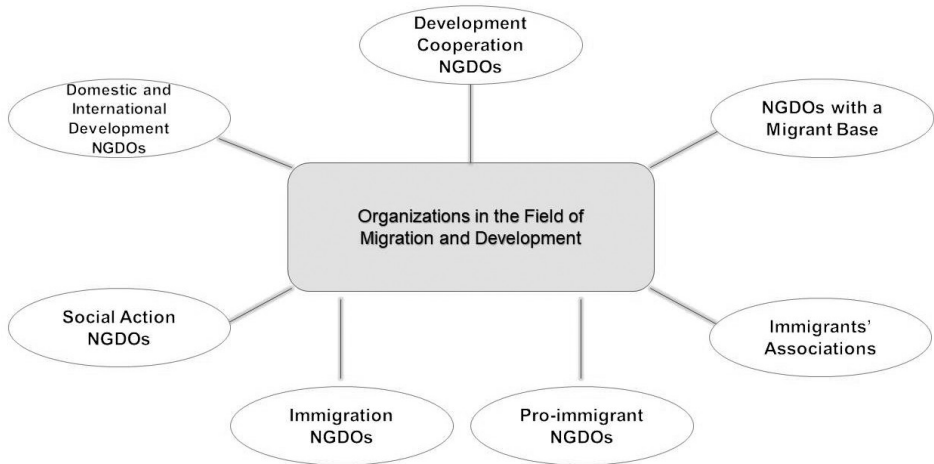 Development
Cooperation
NGDOs
Domestic and
International
Development
NGDOs
NGDOs with a
Migrant Base
Organizations in the Field of
Migration and Development
Social Action
NGDOs
Immigrants’
Associations
Immigration
NGDOs
Pro-immigrant
NGDOs